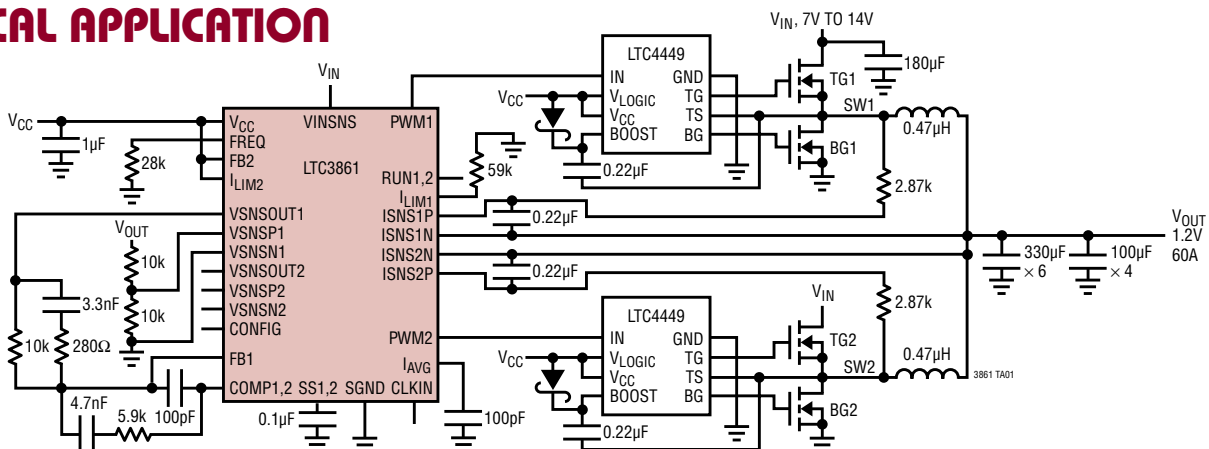 CAL APPLICATION
VIN, 7V TO 14V
LTC4449
IN GND
VLOGIC TG
VCC TS
BOOST BG
VCC
0.22µF
TG1
180µF
SW1
0.47µH
BG1
2.87k
VIN
VCC
1µF
28k
VCC VINSNS PWM1
FREQ
FB2
ILIM2
LTC3861
RUN1,2
ILIM1
59k
VSNSOUT1
VSNSP1
VSNSN1
VSNSOUT2
VSNSP2
VSNSN2
CONFIG
FB1
COMP1,2 SS1,2 SGND CLKIN
ISNS1P
ISNS1N
ISNS2N
ISNS2P
PWM2
IAVG
0.22µF
0.22µF
VOUT
10k
10k
3.3nF
10k
280Ω
4.7nF
5.9k
100pF
0.1µF
100pF
VOUT
1.2V
60A
330µF
× 6
100µF
× 4
LTC4449
IN GND
VLOGIC TG
VCC TS
BOOST BG
VCC
0.22µF
VIN
TG2
SW2
BG2
2.87k
0.47µH
3861 TA01